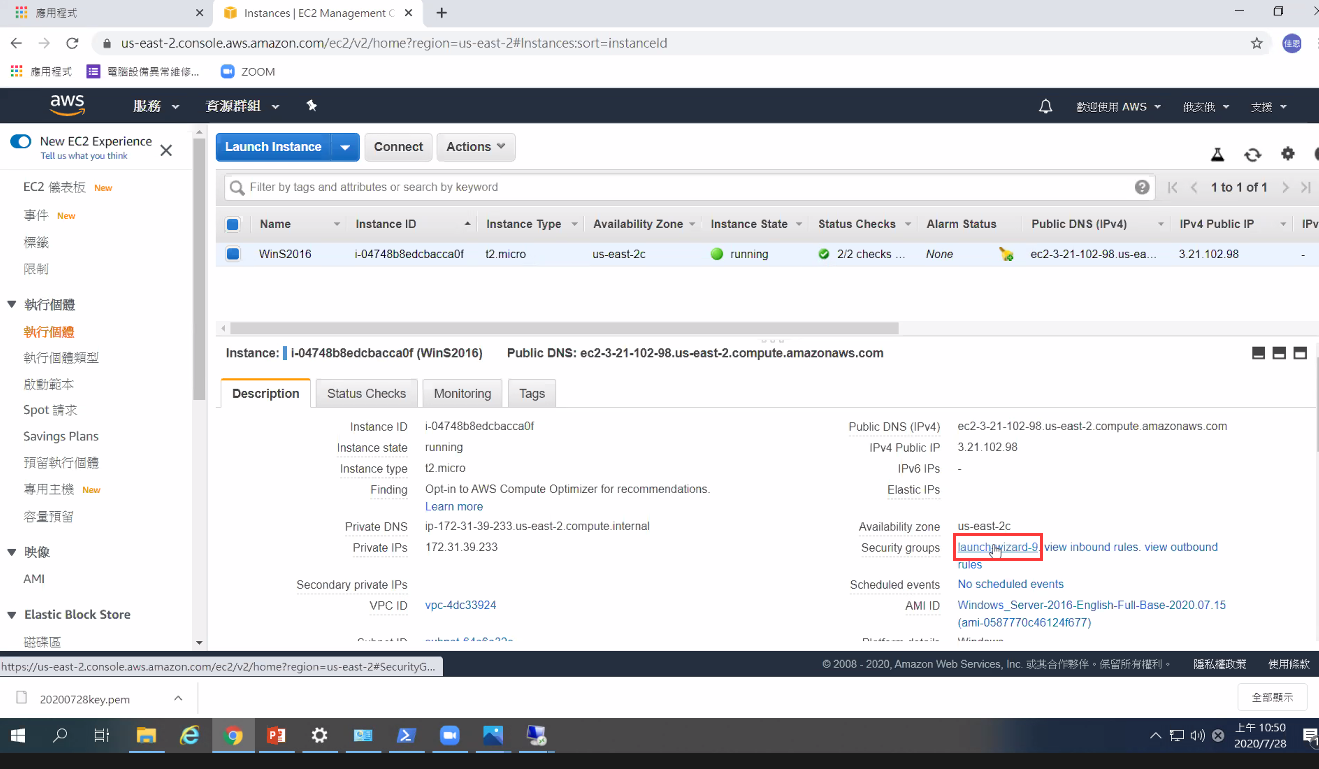 應用程式
Instances | EC2 Management C
us-east-2.console.aws.amazon.com/ec2/v2/home?region=us-east-2#Instances:sort=instanceId
佳恩
應用程式
電腦設備異常維修...
ZOOM
aws
服務
資源群組
歡迎使用 AWS
俄亥俄
支援
New EC2 Experience
Tell us what you think
EC2 儀表板 New
事件 New
標籤
限制
執行個體
執行個體
執行個體類型
啟動範本
Spot 請求
Savings Plans
預留執行個體
專用主機 New
容量預留
映像
AMI
Elastic Block Store
磁碟區
Launch Instance
Connect
Actions
Filter by tags and attributes or search by keyword
1 to 1 of 1
Name Instance ID Instance Type Availability Zone Instance State Status Checks Alarm Status Public DNS (IPv4) IPv4 Public IP IPv
WinS2016 i-04748b8edcbacca0f t2.micro us-east-2c running 2/2 checks ... None ec2-3-21-102-98.us-ea... 3.21.102.98 -
Instance: i-04748b8edcbacca0f (WinS2016) Public DNS: ec2-3-21-102-98.us-east-2.compute.amazonaws.com
Description Status Checks Monitoring Tags
Instance ID i-04748b8edcbacca0f
Instance state running
Instance type t2.micro
Finding Opt-in to AWS Compute Optimizer for recommendations.
Learn more
Private DNS ip-172-31-39-233.us-east-2.compute.internal
Private IPs 172.31.39.233
Secondary private IPs
VPC ID vpc-4dc33924
Subnet ID
Public DNS (IPv4) ec2-3-21-102-98.us-east-2.compute.amazonaws.com
IPv4 Public IP 3.21.102.98
IPv6 IPs -
Elastic IPs
Availability zone us-east-2c
Security groups launch-wizard-9. view inbound rules. view outbound
rules
Scheduled events No scheduled events
AMI ID Windows_Server-2016-English-Full-Base-2020.07.15
(ami-0587770c46124f677)
Platform details Windows
https://us-east-2.console.aws.amazon.com/ec2/v2/home?region=us-east-2#SecurityG...
© 2008 - 2020, Amazon Web Services, Inc. 或其合作夥伴。保留所有權利。
隱私權政策
使用條款
20200728key.pem
全部顯示
上午 10:50
2020/7/28